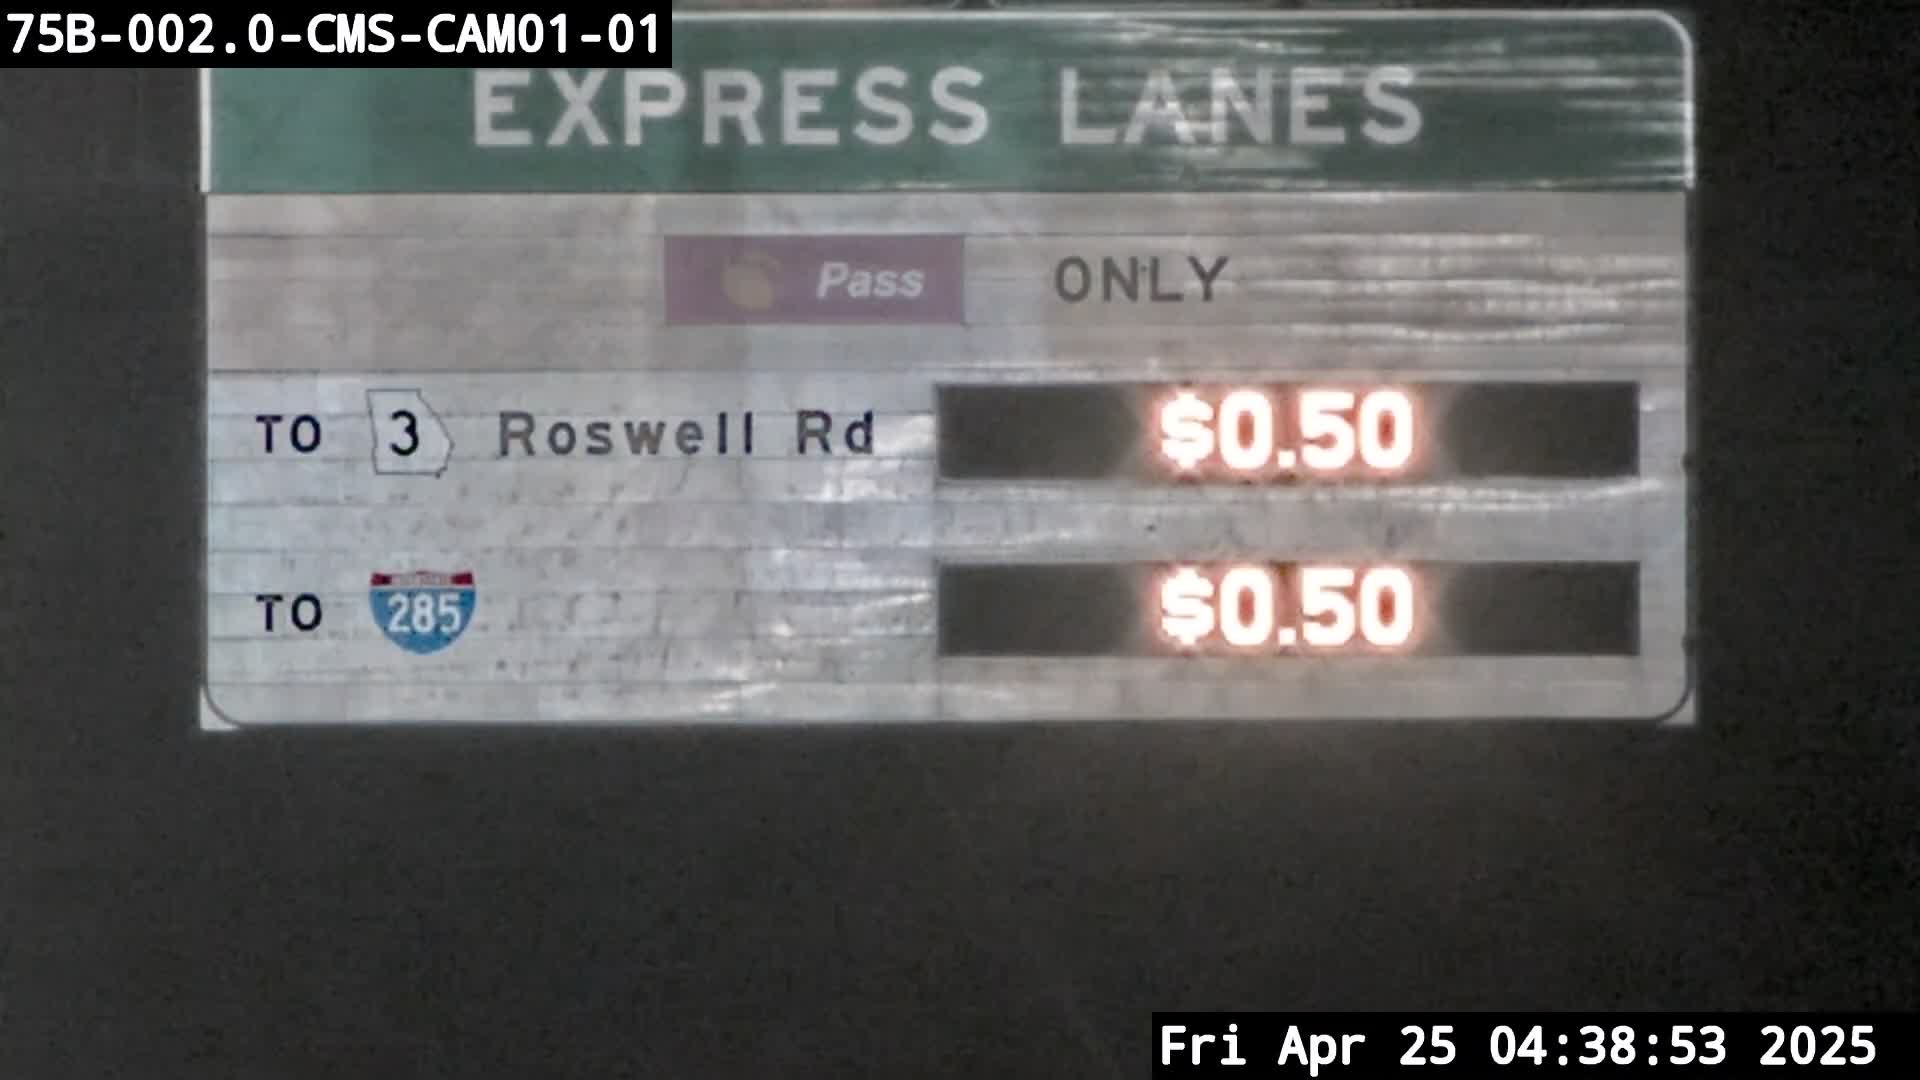 75B-002.0-CMS-CAM01-01
EXPRESS LANES
Pass ONLY
TO 3 Roswell Rd $0.50
TO 285 $0.50
Fri Apr 25 04:38:53 2025